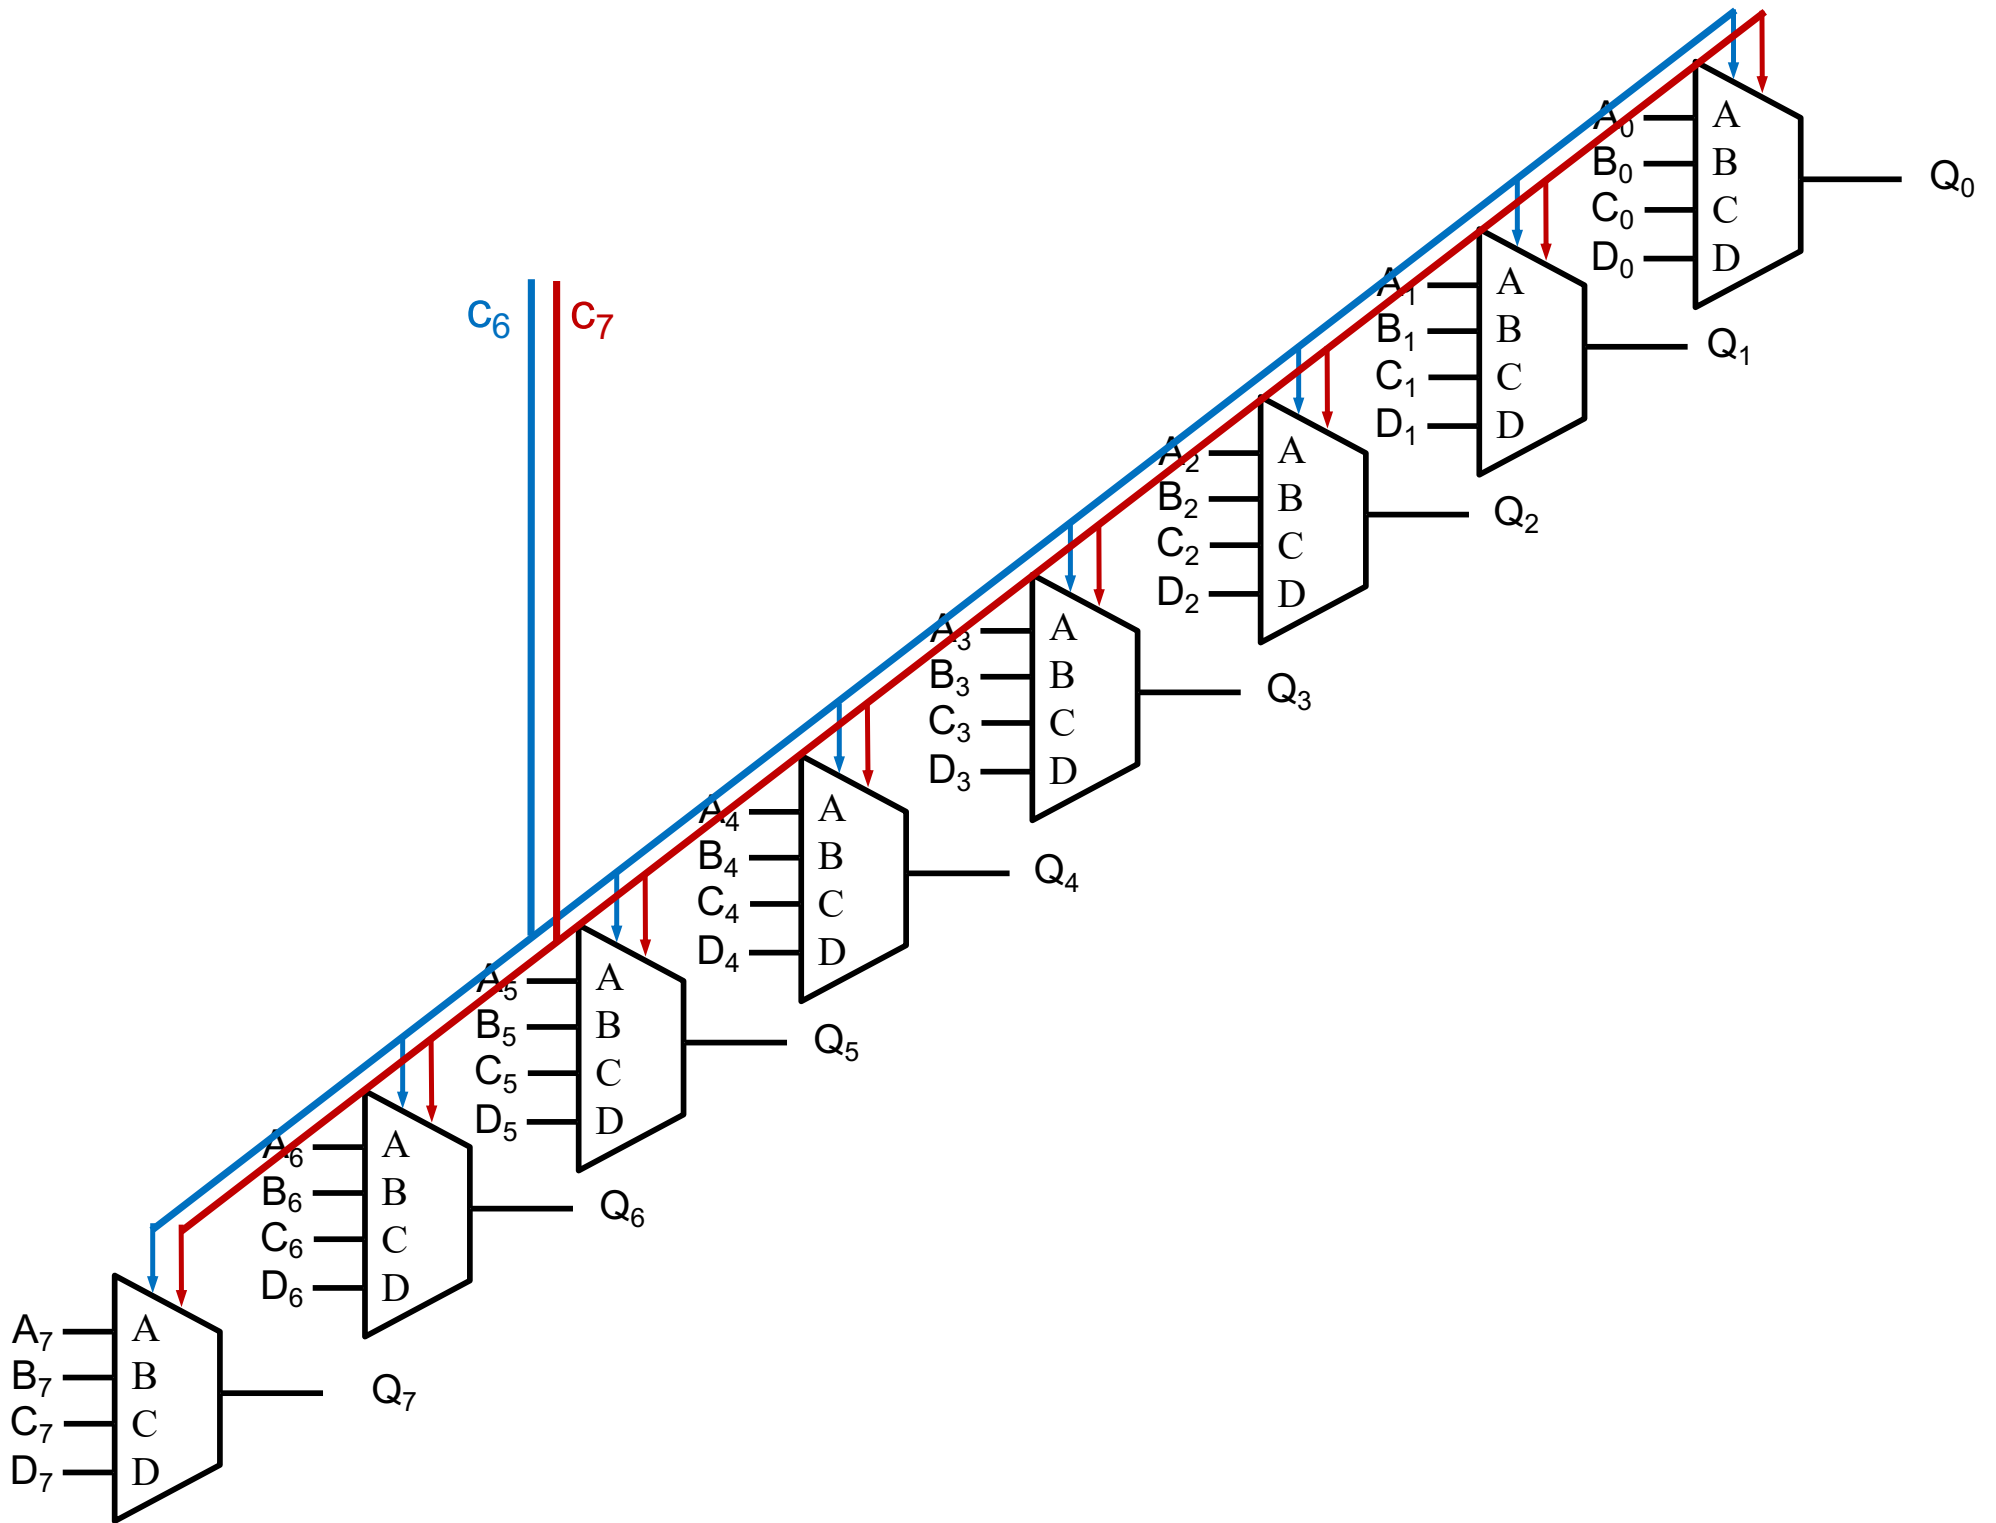 A₀ A
B₀ B Q₀
C₀ C
D₀ D
A₁ A
c₆ c₇
B₁ B Q₁
C₁ C
D₁ D
A₂ A
B₂ B Q₂
C₂ C
D₂ D
A₃ A
B₃ B Q₃
C₃ C
D₃ D
A₄ A
B₄ B Q₄
C₄ C
D₄ D
A₅ A
B₅ B Q₅
C₅ C
D₅ D
A₆ A
B₆ B Q₆
C₆ C
D₆ D
A₇ A
B₇ B Q₇
C₇ C
D₇ D